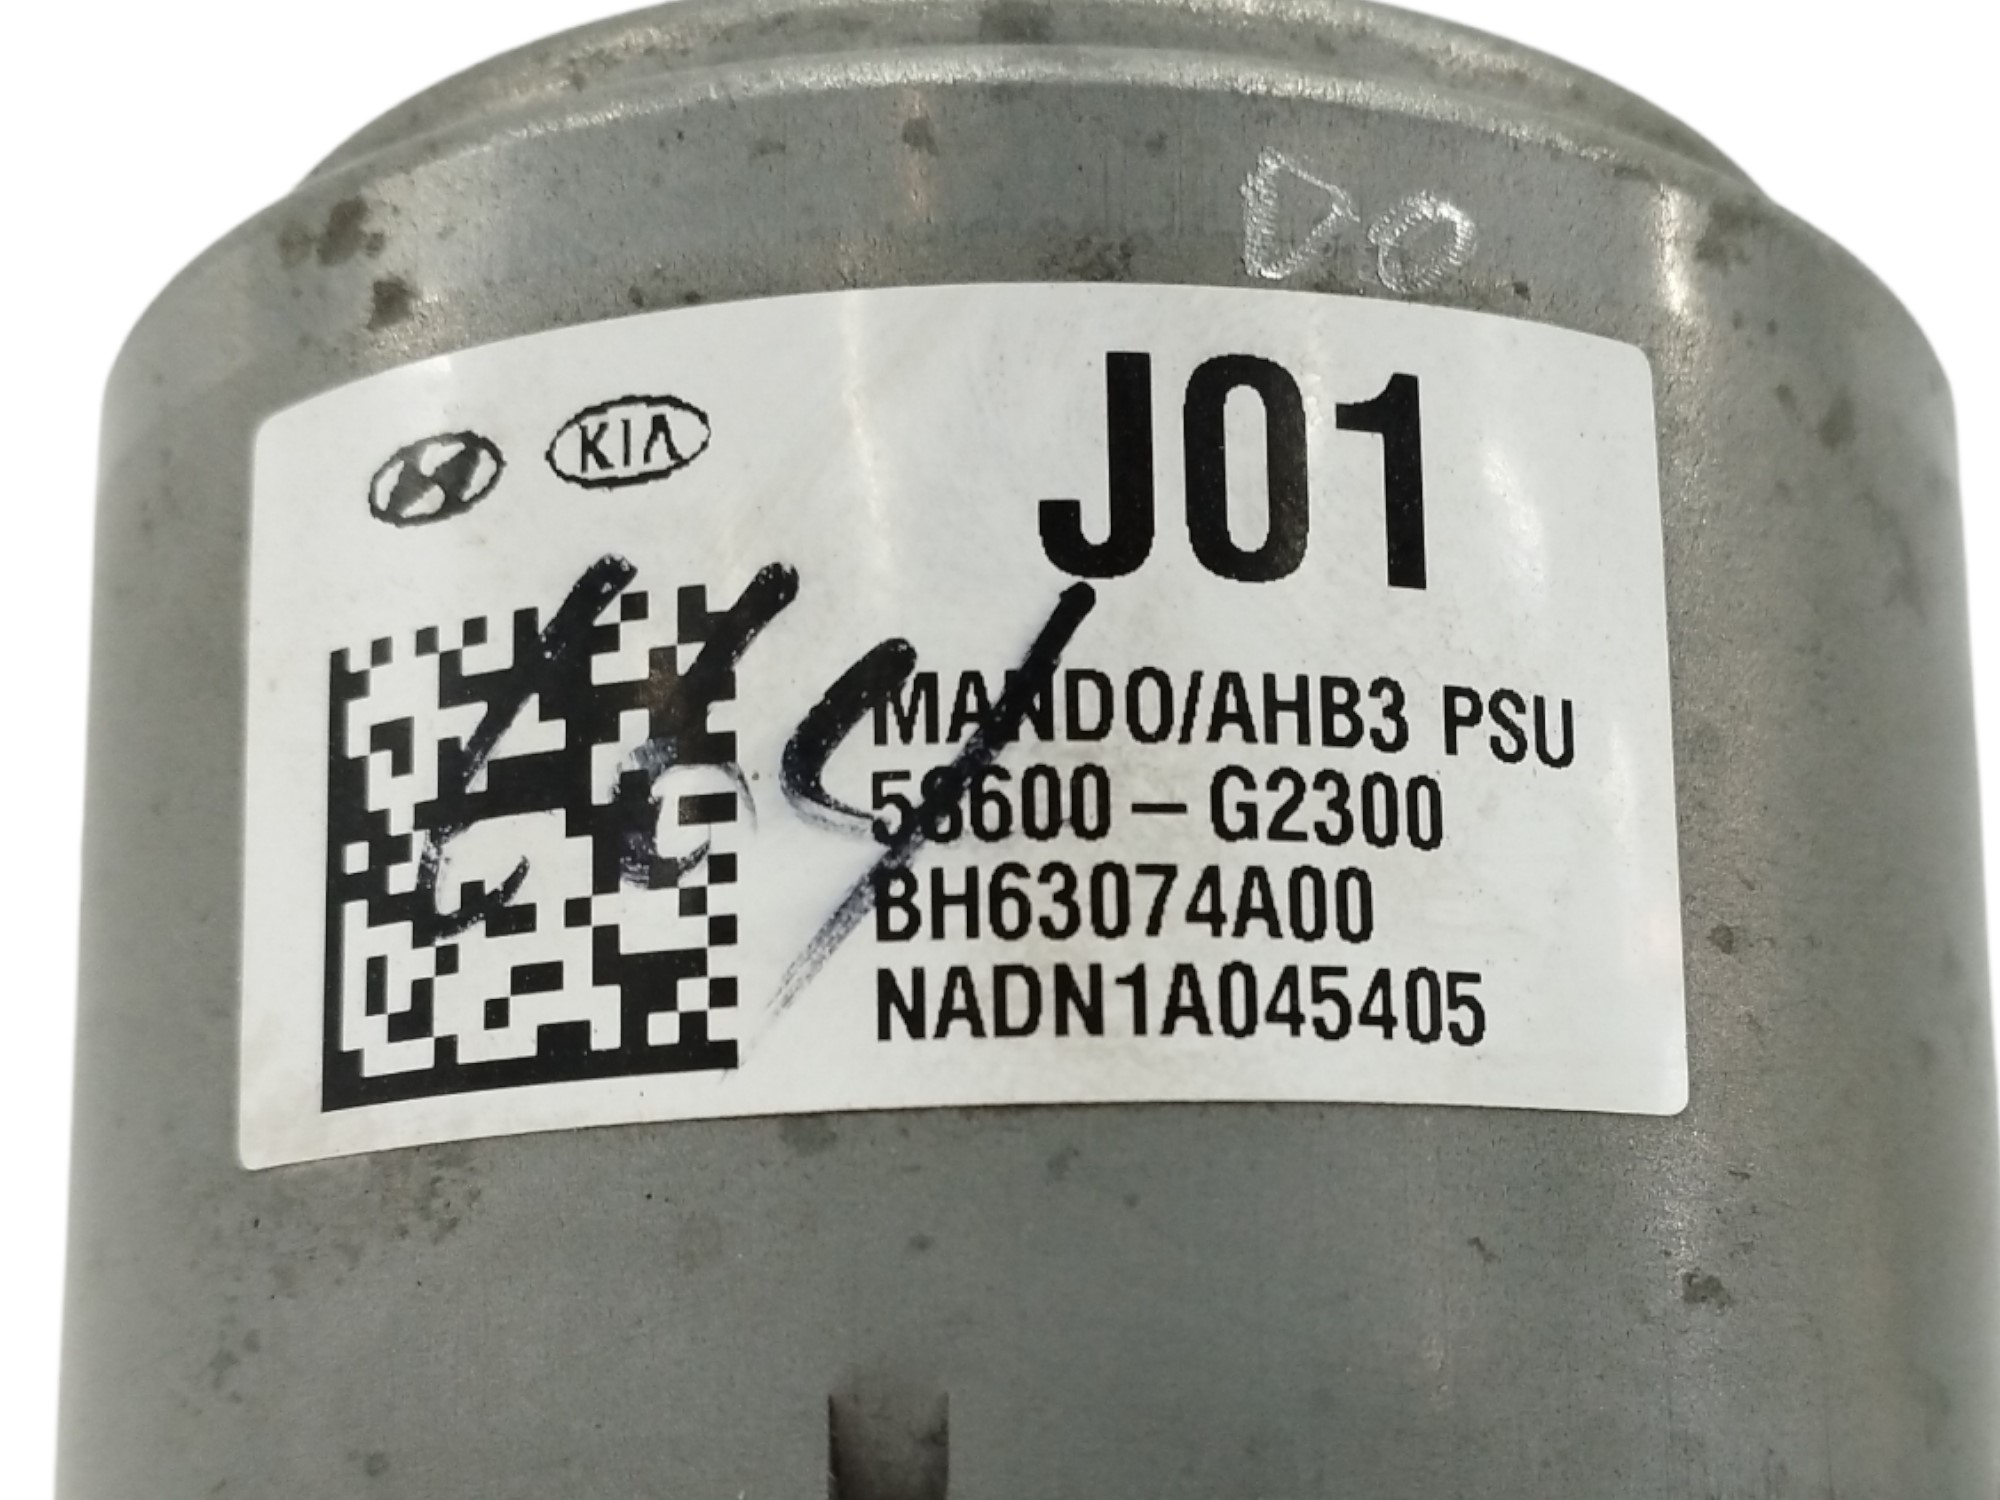 KIA
J01
MANDO/AHB3 PSU
58600-G2300
BH63074A00
NADN1A045405